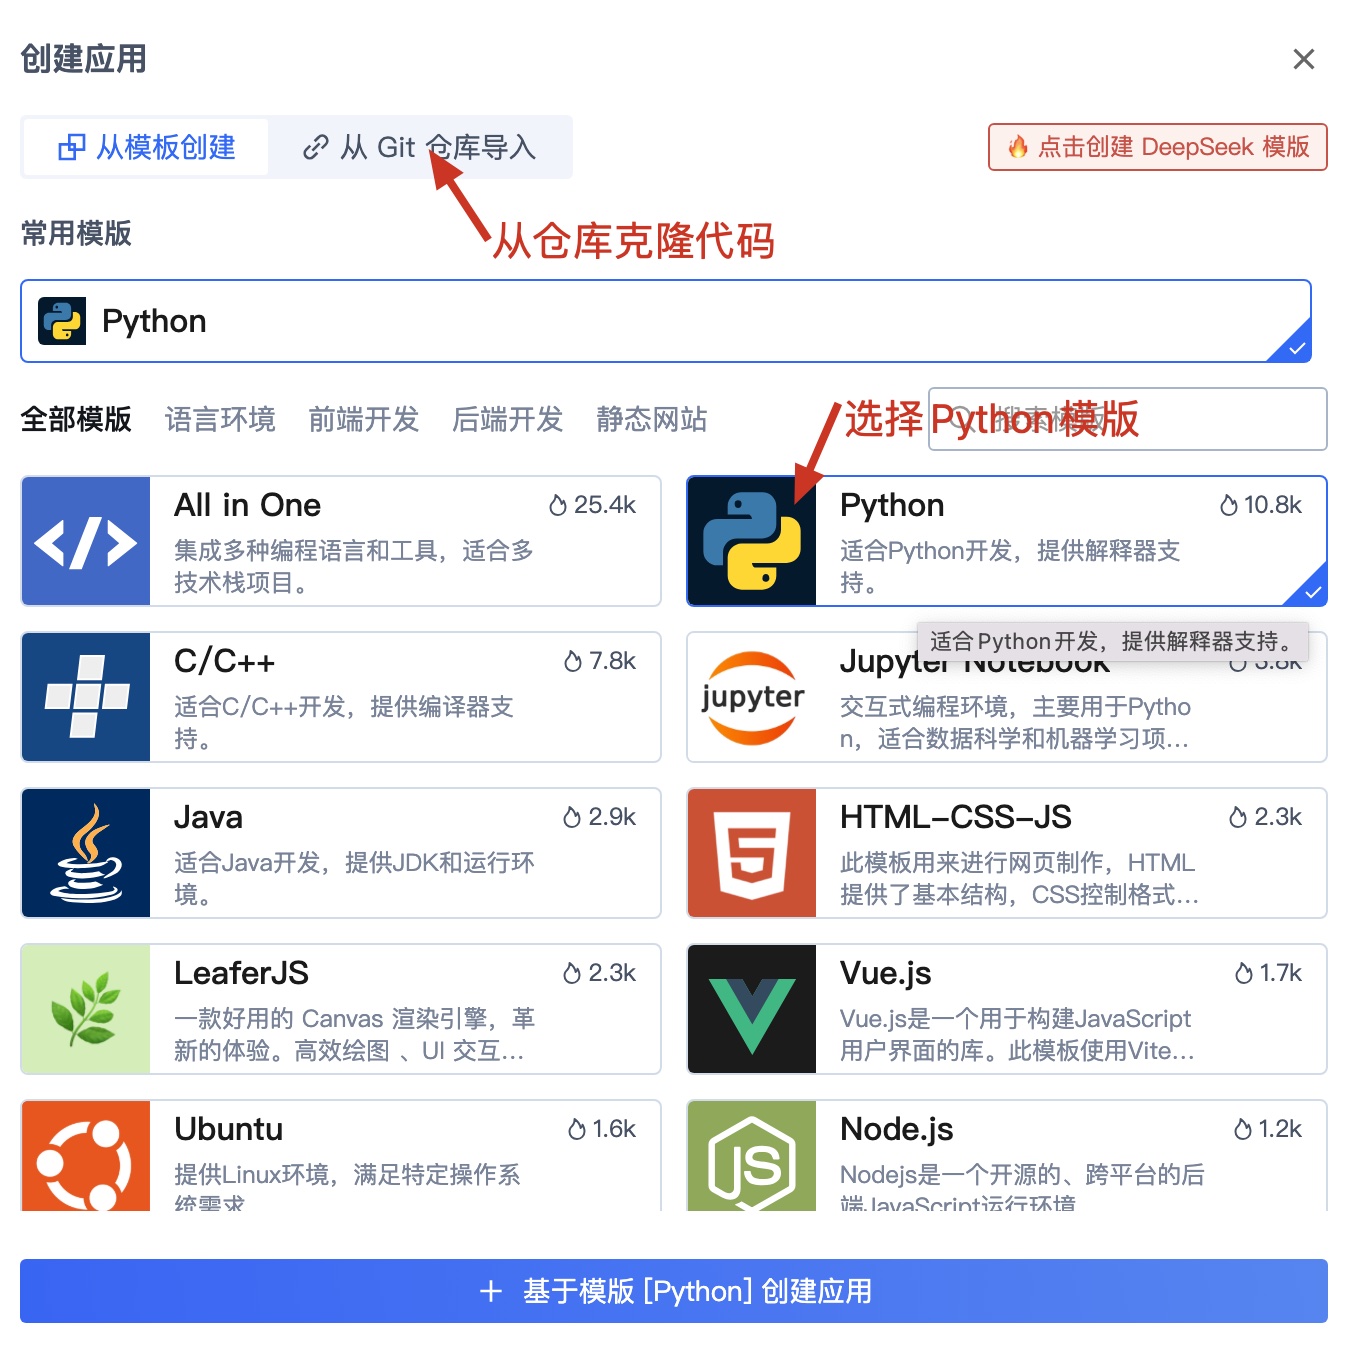 创建应用
从模板创建
从 Git 仓库导入
🔥 点击创建 DeepSeek 模版
从仓库克隆代码
常用模版
Python
全部模版 语言环境 前端开发 后端开发 静态网站
搜索模版
选择Python模版
All in One
25.4k
集成多种编程语言和工具，适合多
技术栈项目。
Python
10.8k
适合Python开发，提供解释器支
持。
适合Python开发，提供解释器支持。
C/C++
7.8k
适合C/C++开发，提供编译器支
持。
Jupyter Notebook
3.8k
jupyter
交互式编程环境，主要用于Pytho
n，适合数据科学和机器学习项...
Java
2.9k
适合Java开发，提供JDK和运行环
境。
HTML-CSS-JS
2.3k
此模板用来进行网页制作，HTML
提供了基本结构，CSS控制格式...
LeaferJS
2.3k
一款好用的 Canvas 渲染引擎，革
新的体验。高效绘图 、UI 交互...
Vue.js
1.7k
Vue.js是一个用于构建JavaScript
用户界面的库。此模板使用Vite...
Ubuntu
1.6k
提供Linux环境，满足特定操作系
统需求
Node.js
1.2k
JS
Nodejs是一个开源的、跨平台的后
端JavaScript运行环境
+ 基于模版 [Python] 创建应用